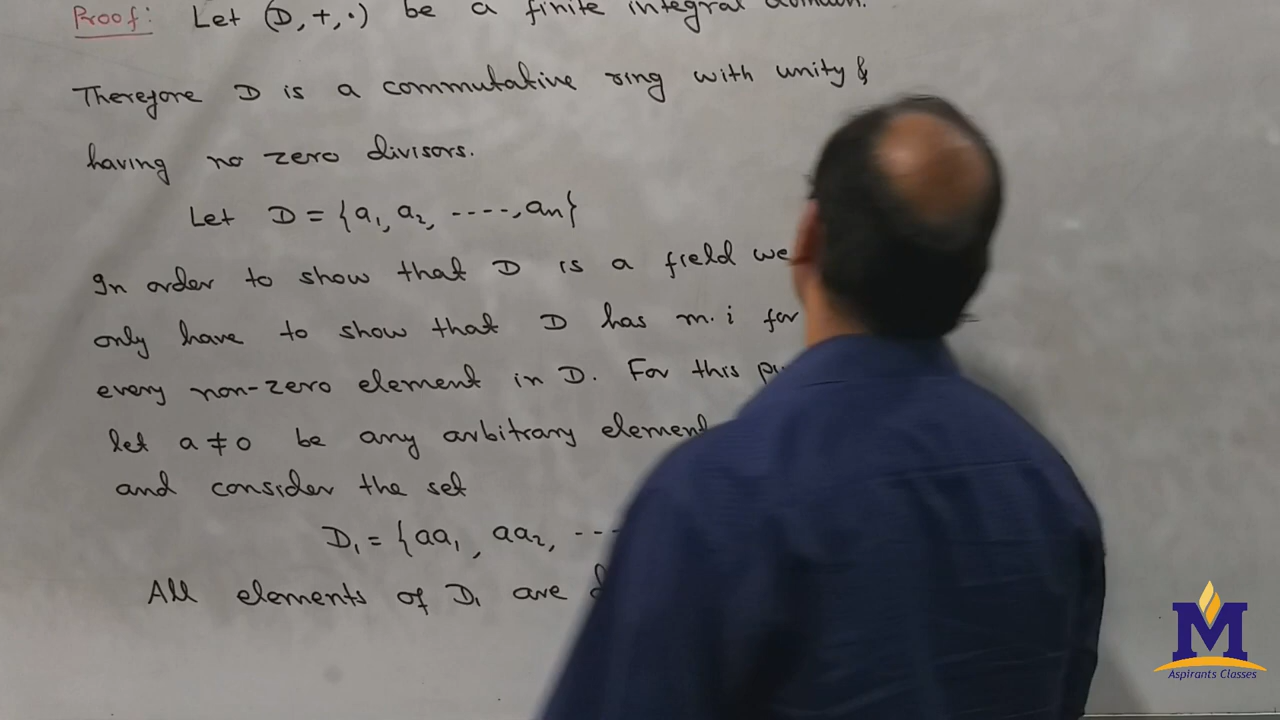 Proof: Let (D, +, ·) be a finite integral domain.
Therefore D is a commutative ring with unity &
having no zero divisors.
Let D = {a₁, a₂, ----, an}
In order to show that D is a field we
only have to show that D has m.i for
every non-zero element in D. For this
let a ≠ 0 be any arbitrary element
and consider the set
D₁ = {aa₁, aa₂, ---
All elements of D₁ are
M
Aspirants Classes